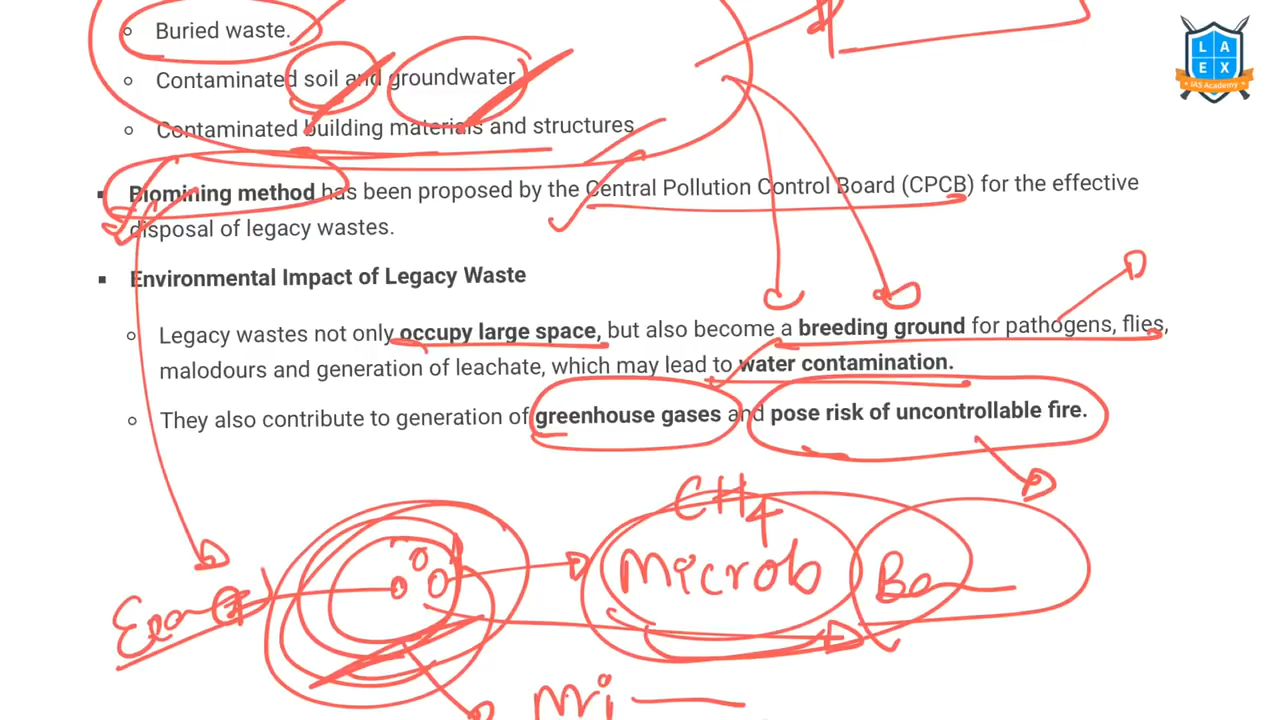 Buried waste.
L A
E X
IAS Academy
Contaminated soil and groundwater
Contaminated building materials and structures
Biomining method has been proposed by the Central Pollution Control Board (CPCB) for the effective
disposal of legacy wastes.
Environmental Impact of Legacy Waste
Legacy wastes not only occupy large space, but also become a breeding ground for pathogens, flies,
malodours and generation of leachate, which may lead to water contamination.
They also contribute to generation of greenhouse gases and pose risk of uncontrollable fire.
CH4
Microb